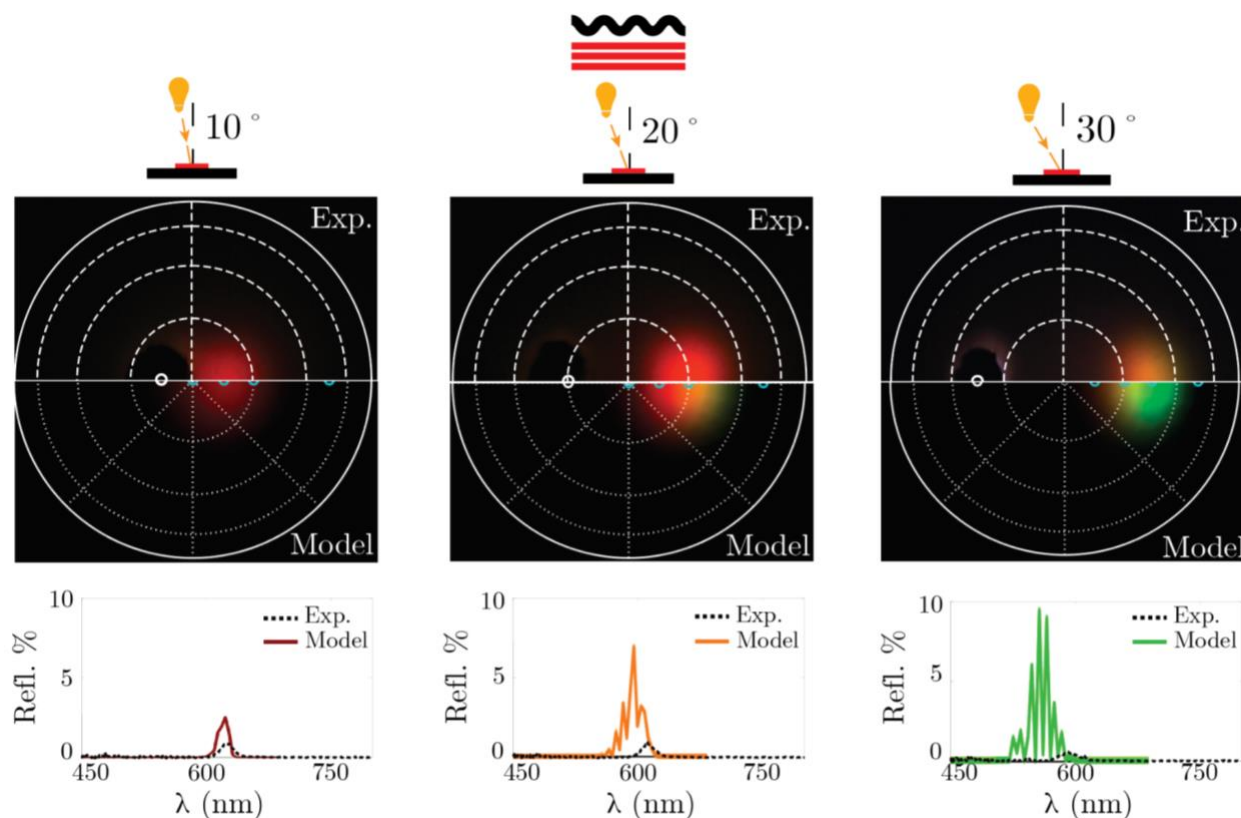 10 °
20 °
30 °
Exp.
Model
Exp.
Model
Exp.
Model
10
5
0
Refl. %
Exp.
Model
450
600
750
λ (nm)
10
5
0
Refl. %
Exp.
Model
450
600
750
λ (nm)
10
5
0
Refl. %
Exp.
Model
450
600
750
λ (nm)